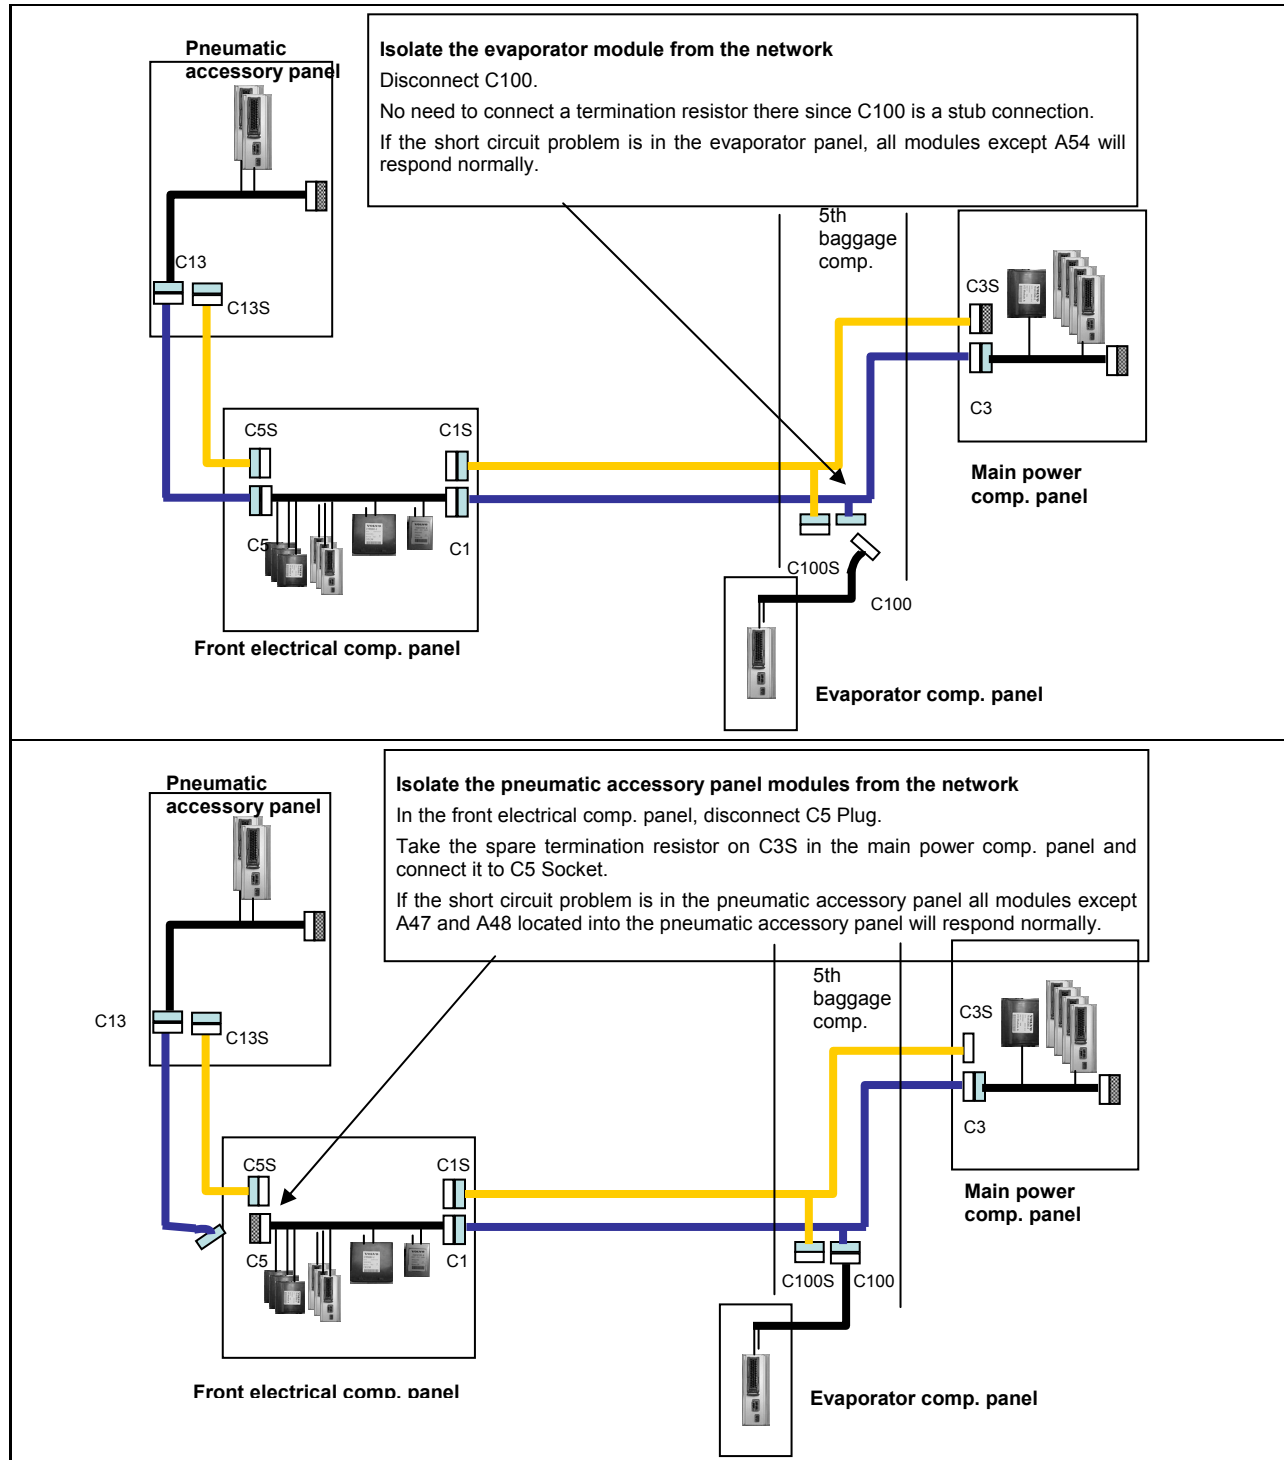 Pneumatic
accessory panel
Isolate the evaporator module from the network
Disconnect C100.
No need to connect a termination resistor there since C100 is a stub connection.
If the short circuit problem is in the evaporator panel, all modules except A54 will
respond normally.
5th
baggage
comp.
C13
C13S
C3S
C3
C5S
C1S
C5
C1
Main power
comp. panel
C100S
C100
Front electrical comp. panel
Evaporator comp. panel
Pneumatic
accessory panel
Isolate the pneumatic accessory panel modules from the network
In the front electrical comp. panel, disconnect C5 Plug.
Take the spare termination resistor on C3S in the main power comp. panel and
connect it to C5 Socket.
If the short circuit problem is in the pneumatic accessory panel all modules except
A47 and A48 located into the pneumatic accessory panel will respond normally.
5th
baggage
comp.
C13
C13S
C3S
C3
C5S
C1S
C5
C1
Main power
comp. panel
C100S
C100
Front electrical comp. panel
Evaporator comp. panel